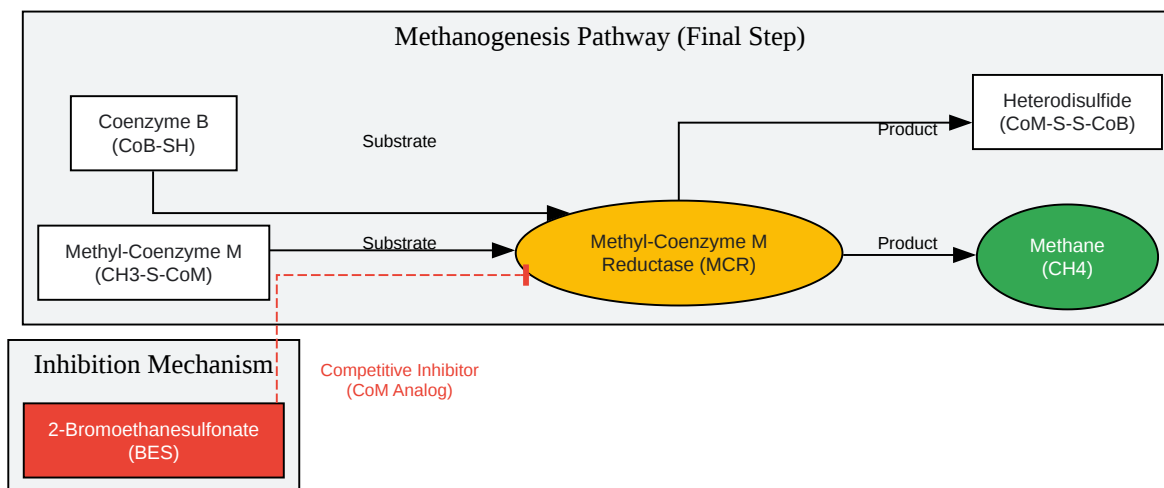 Methanogenesis Pathway (Final Step)
Coenzyme B
(CoB-SH)
Substrate
Product
Heterodisulfide
(CoM-S-S-CoB)
Methyl-Coenzyme M
(CH3-S-CoM)
Substrate
Methyl-Coenzyme M
Reductase (MCR)
Product
Methane
(CH4)
Inhibition Mechanism
Competitive Inhibitor
(CoM Analog)
2-Bromoethanesulfonate
(BES)